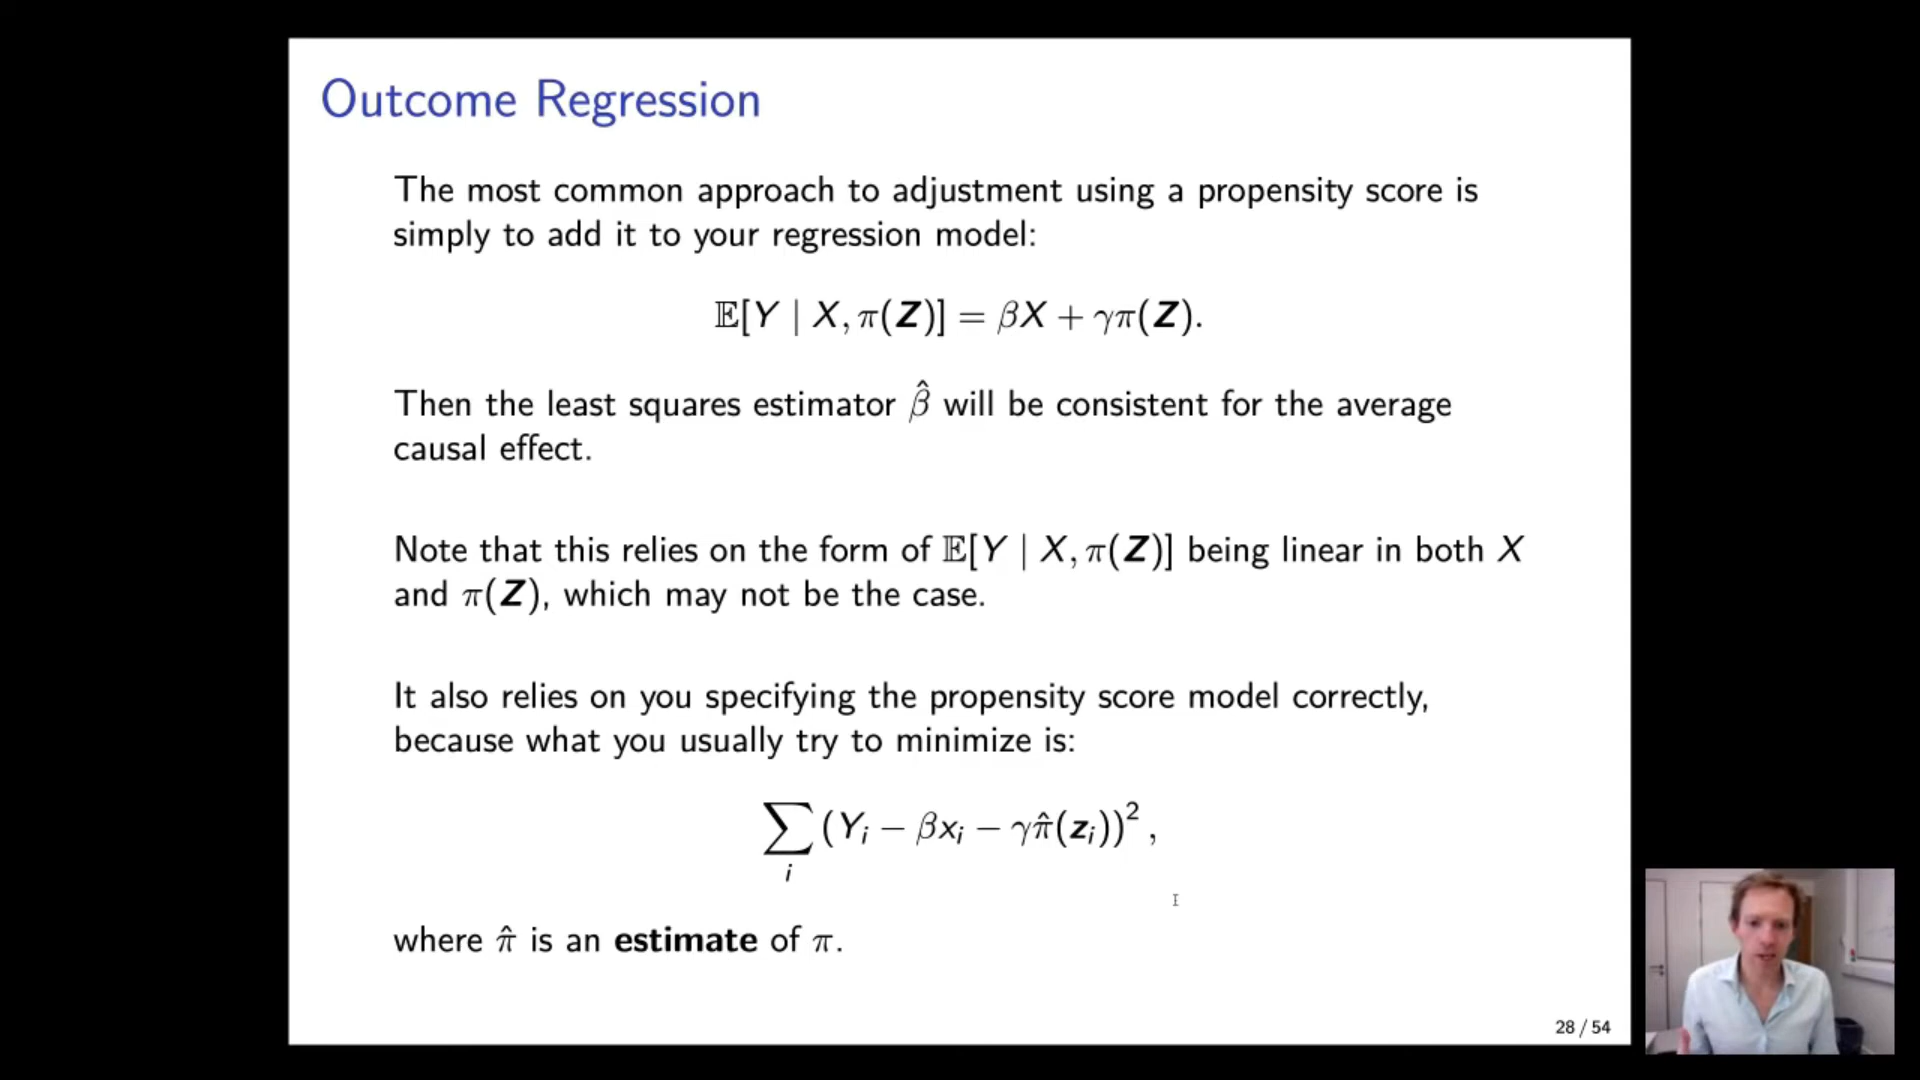 Outcome Regression
The most common approach to adjustment using a propensity score is
simply to add it to your regression model:
𝔼[Y | X, π(Z)] = βX + γπ(Z).
Then the least squares estimator β̂ will be consistent for the average
causal effect.
Note that this relies on the form of 𝔼[Y | X, π(Z)] being linear in both X
and π(Z), which may not be the case.
It also relies on you specifying the propensity score model correctly,
because what you usually try to minimize is:
∑ᵢ (Yᵢ − βxᵢ − γπ̂(zᵢ))²,
where π̂ is an estimate of π.
28 / 54